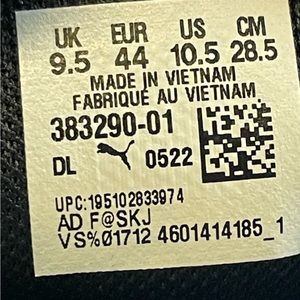 UK EUR US CM
9.5 44 10.5 28.5
MADE IN VIETNAM
FABRIQUÉ AU VIETNAM
383290-01
DL 0522
UPC:195102833974
AD F@SKJ
VS%01712 4601414185_1